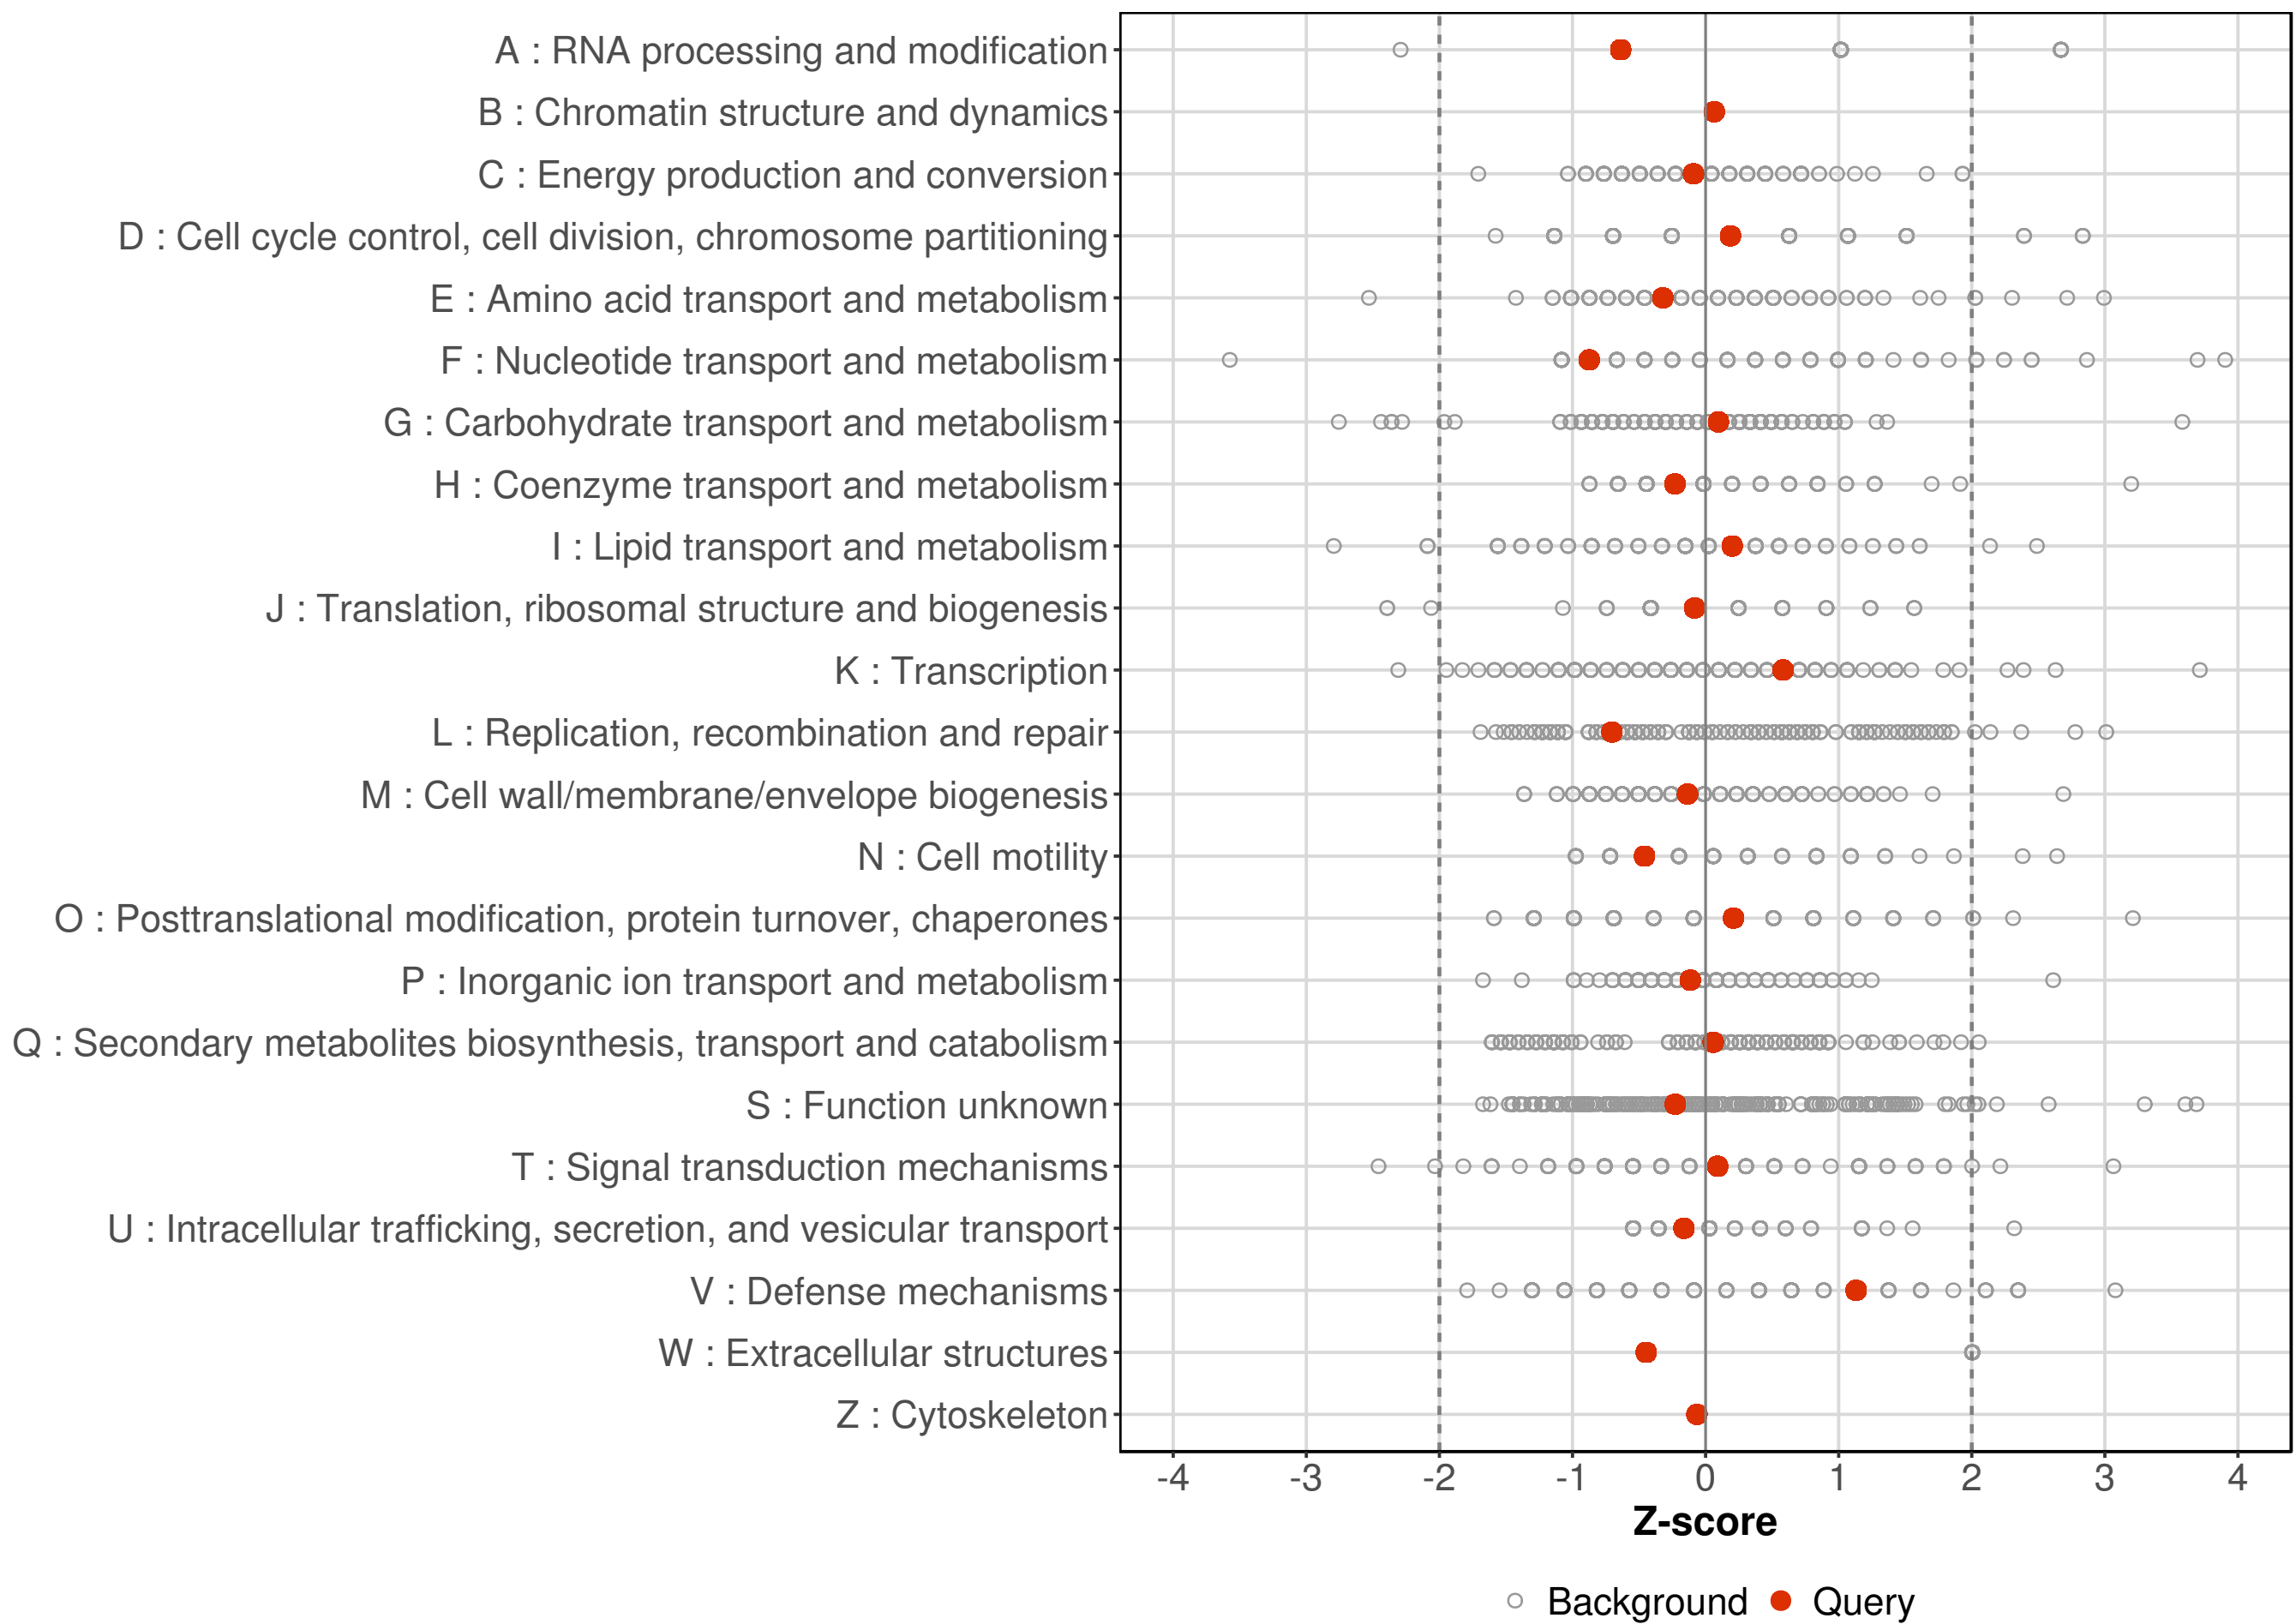 A : RNA processing and modification
B : Chromatin structure and dynamics
C : Energy production and conversion
D : Cell cycle control, cell division, chromosome partitioning
E : Amino acid transport and metabolism
F : Nucleotide transport and metabolism
G : Carbohydrate transport and metabolism
H : Coenzyme transport and metabolism
I : Lipid transport and metabolism
J : Translation, ribosomal structure and biogenesis
K : Transcription
L : Replication, recombination and repair
M : Cell wall/membrane/envelope biogenesis
N : Cell motility
O : Posttranslational modification, protein turnover, chaperones
P : Inorganic ion transport and metabolism
Q : Secondary metabolites biosynthesis, transport and catabolism
S : Function unknown
T : Signal transduction mechanisms
U : Intracellular trafficking, secretion, and vesicular transport
V : Defense mechanisms
W : Extracellular structures
Z : Cytoskeleton
-4 -3 -2 -1 0 1 2 3 4
Z-score
Background Query